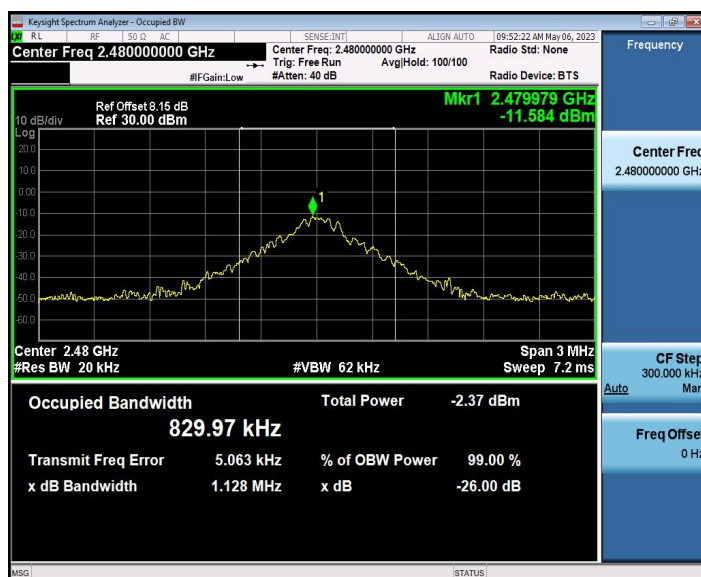 Keysight Spectrum Analyzer - Occupied BW
LXI RL RF 50 Ω AC SENSE:INT ALIGN AUTO 09:52:22 AM May 06, 2023
Center Freq 2.480000000 GHz
Center Freq: 2.480000000 GHz
Radio Std: None
Trig: Free Run Avg|Hold: 100/100
#IFGain:Low #Atten: 40 dB Radio Device: BTS
Frequency
Ref Offset 8.15 dB
Mkr1 2.479979 GHz
10 dB/div Ref 30.00 dBm -11.584 dBm
Log
20.0
10.0
0.00
-10.0
-20.0
-30.0
-40.0
-50.0
-60.0
1
Center 2.48 GHz Span 3 MHz
#Res BW 20 kHz #VBW 62 kHz Sweep 7.2 ms
Occupied Bandwidth Total Power -2.37 dBm
829.97 kHz
Transmit Freq Error 5.063 kHz % of OBW Power 99.00 %
x dB Bandwidth 1.128 MHz x dB -26.00 dB
Center Freq
2.480000000 GHz
CF Step
300.000 kHz
Auto Man
Freq Offset
0 Hz
MSG STATUS